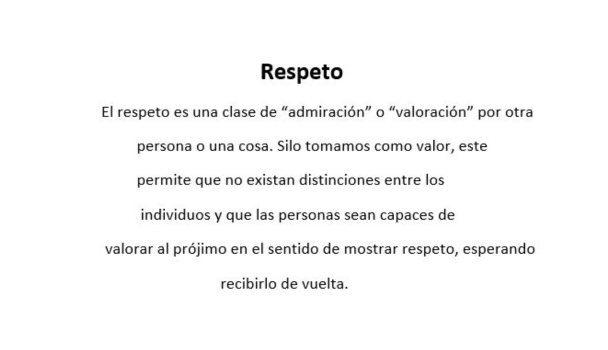 Respeto
El respeto es una clase de “admiración” o “valoración” por otra
persona o una cosa. Silo tomamos como valor, este
permite que no existan distinciones entre los
individuos y que las personas sean capaces de
valorar al prójimo en el sentido de mostrar respeto, esperando
recibirlo de vuelta.